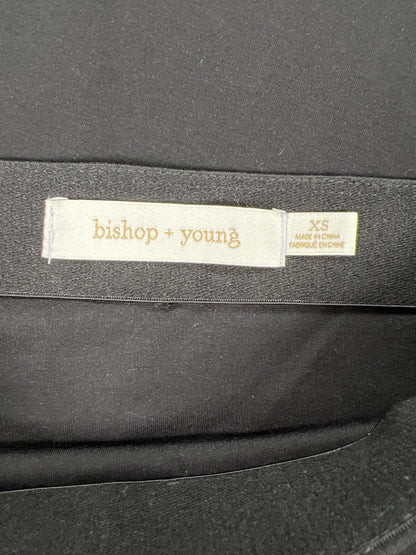 bishop + young
XS
MADE IN CHINA
FABRIQUÉ EN CHINE